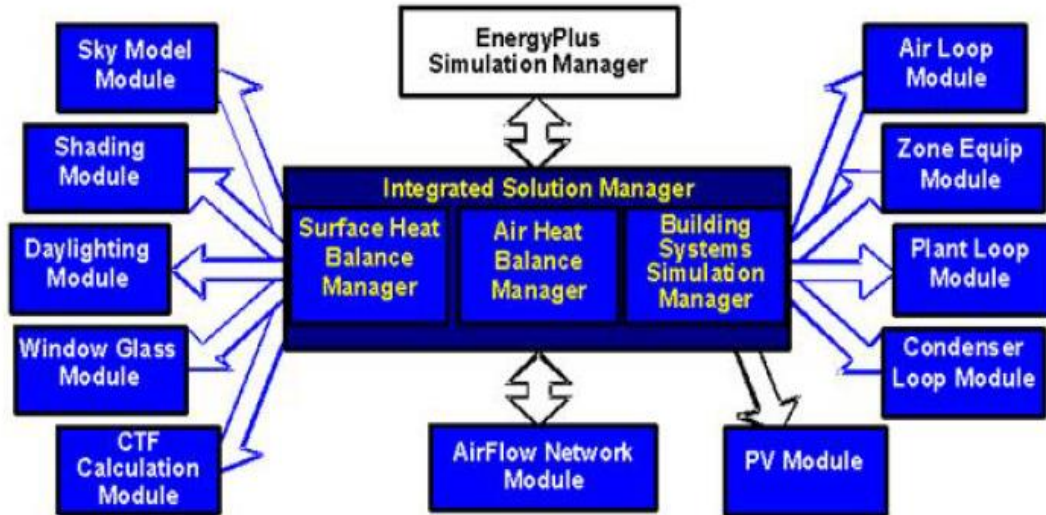 Sky Model
Module
EnergyPlus
Simulation Manager
Air Loop
Module
Shading
Module
Zone Equip
Module
Integrated Solution Manager
Surface Heat
Balance
Manager
Air Heat
Balance
Manager
Building
Systems
Simulation
Manager
Daylighting
Module
Plant Loop
Module
Window Glass
Module
Condenser
Loop Module
CTF
Calculation
Module
AirFlow Network
Module
PV Module